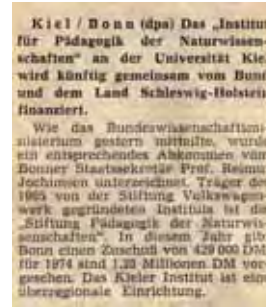 Kiel / Bonn (dpa) Das „Institut
für Pädagogik der Naturwissen-
schaften" an der Universität Kiel
wird künftig gemeinsam vom Bund
und dem Land Schleswig-Holstein
finanziert.
Wie das Bundeswissenschaftsmi-
nisterium gestern mitteilte, wurde
ein entsprechendes Abkommen vom
Bonner Staatssekretär Prof. Reimut
Jochimsen unterzeichnet. Träger des
1965 von der Stiftung Volkswagen-
werk gegründeten Instituts ist die
„Stiftung Pädagogik der Naturwis-
senschaften". In diesem Jahr gibt
Bonn einen Zuschuß von 429 000 DM,
für 1974 sind 1,23 Millionen DM vor-
gesehen. Das Kieler Institut ist eine
überregionale Einrichtung.